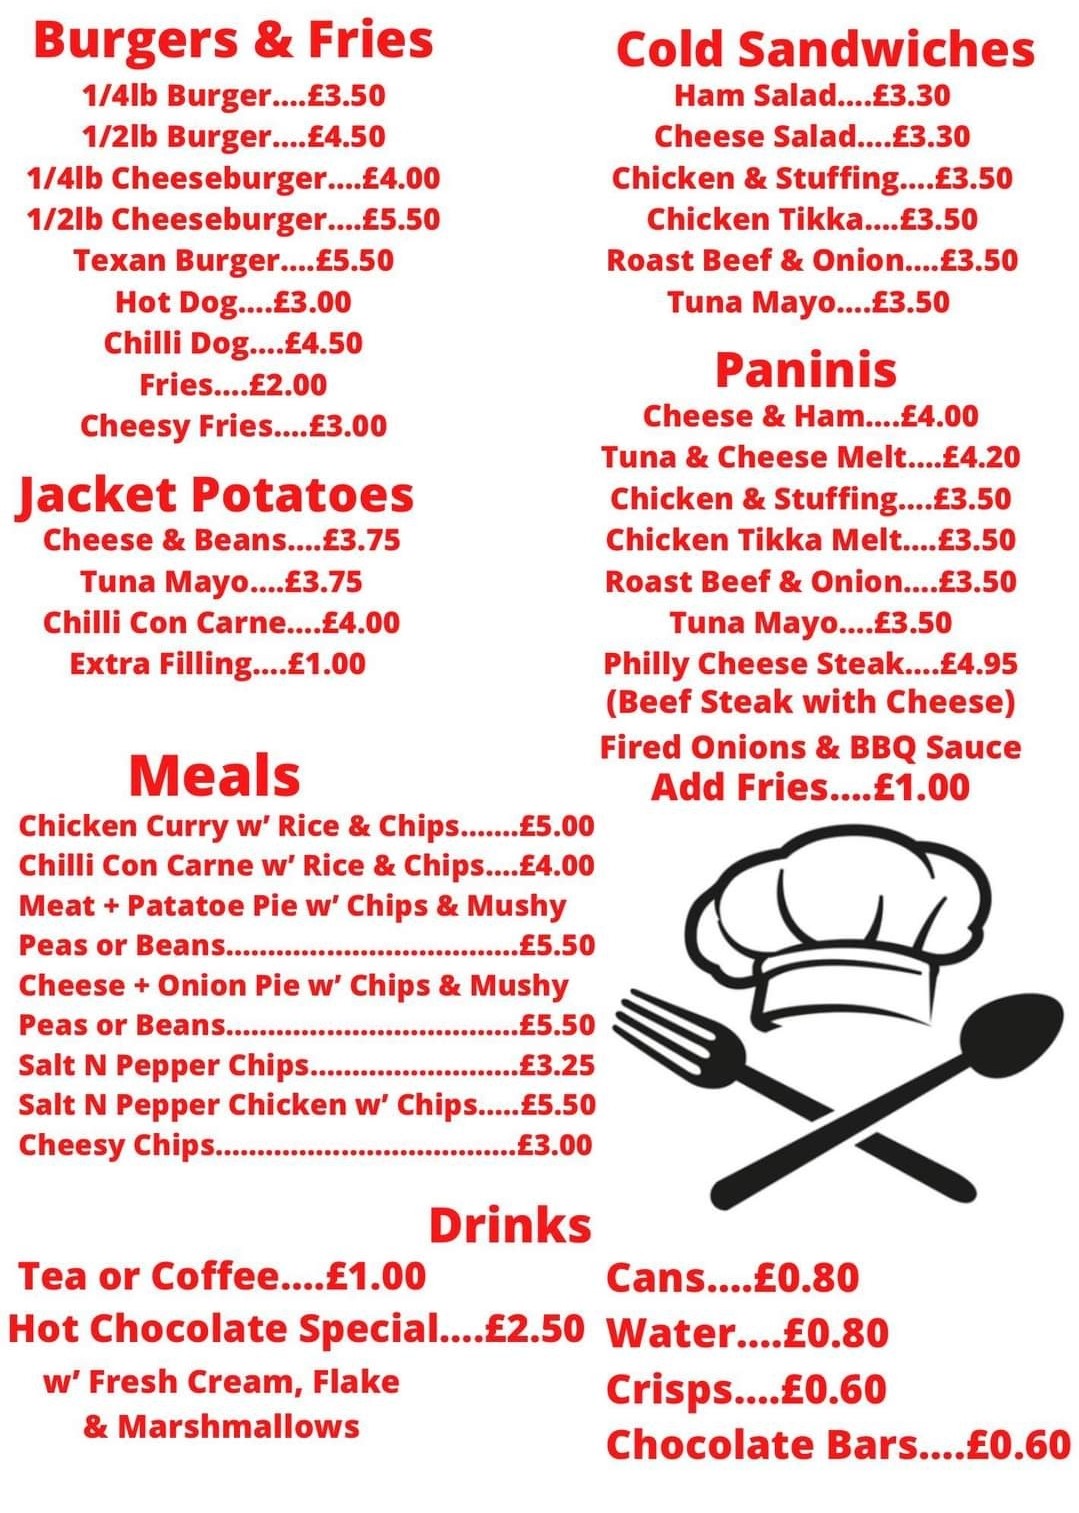 Burgers & Fries
1/4lb Burger....£3.50
1/2lb Burger....£4.50
1/4lb Cheeseburger....£4.00
1/2lb Cheeseburger....£5.50
Texan Burger....£5.50
Hot Dog....£3.00
Chilli Dog....£4.50
Fries....£2.00
Cheesy Fries....£3.00
Jacket Potatoes
Cheese & Beans....£3.75
Tuna Mayo....£3.75
Chilli Con Carne....£4.00
Extra Filling....£1.00
Meals
Chicken Curry w’ Rice & Chips.......£5.00
Chilli Con Carne w’ Rice & Chips....£4.00
Meat + Patatoe Pie w’ Chips & Mushy
Peas or Beans...................................£5.50
Cheese + Onion Pie w’ Chips & Mushy
Peas or Beans...................................£5.50
Salt N Pepper Chips.........................£3.25
Salt N Pepper Chicken w’ Chips.....£5.50
Cheesy Chips....................................£3.00
Cold Sandwiches
Ham Salad....£3.30
Cheese Salad....£3.30
Chicken & Stuffing....£3.50
Chicken Tikka....£3.50
Roast Beef & Onion....£3.50
Tuna Mayo....£3.50
Paninis
Cheese & Ham....£4.00
Tuna & Cheese Melt....£4.20
Chicken & Stuffing....£3.50
Chicken Tikka Melt....£3.50
Roast Beef & Onion....£3.50
Tuna Mayo....£3.50
Philly Cheese Steak....£4.95
(Beef Steak with Cheese)
Fired Onions & BBQ Sauce
Add Fries....£1.00
Drinks
Tea or Coffee....£1.00
Hot Chocolate Special....£2.50
w’ Fresh Cream, Flake
& Marshmallows
Cans....£0.80
Water....£0.80
Crisps....£0.60
Chocolate Bars....£0.60